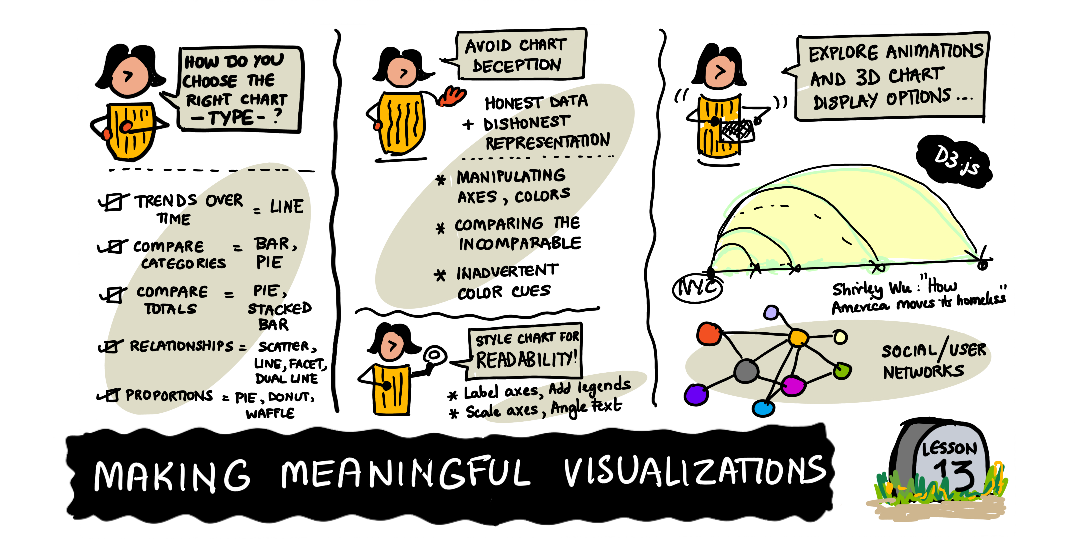 HOW DO YOU
CHOOSE THE
RIGHT CHART
- TYPE - ?
TRENDS OVER
TIME
= LINE
COMPARE
CATEGORIES
= BAR,
PIE
COMPARE
TOTALS
= PIE,
STACKED
BAR
RELATIONSHIPS = SCATTER,
LINE, FACET,
DUAL LINE
PROPORTIONS = PIE, DONUT,
WAFFLE
AVOID CHART
DECEPTION
HONEST DATA
+ DISHONEST
REPRESENTATION
* MANIPULATING
AXES, COLORS
* COMPARING THE
INCOMPARABLE
* INADVERTENT
COLOR CUES
STYLE CHART FOR
READABILITY!
* Label axes, Add legends
* Scale axes, Angle Text
EXPLORE ANIMATIONS
AND 3D CHART
DISPLAY OPTIONS ...
D3.js
NYC
Shirley Wu: "How
America moves its homeless"
SOCIAL/USER
NETWORKS
MAKING MEANINGFUL VISUALIZATIONS
LESSON
13